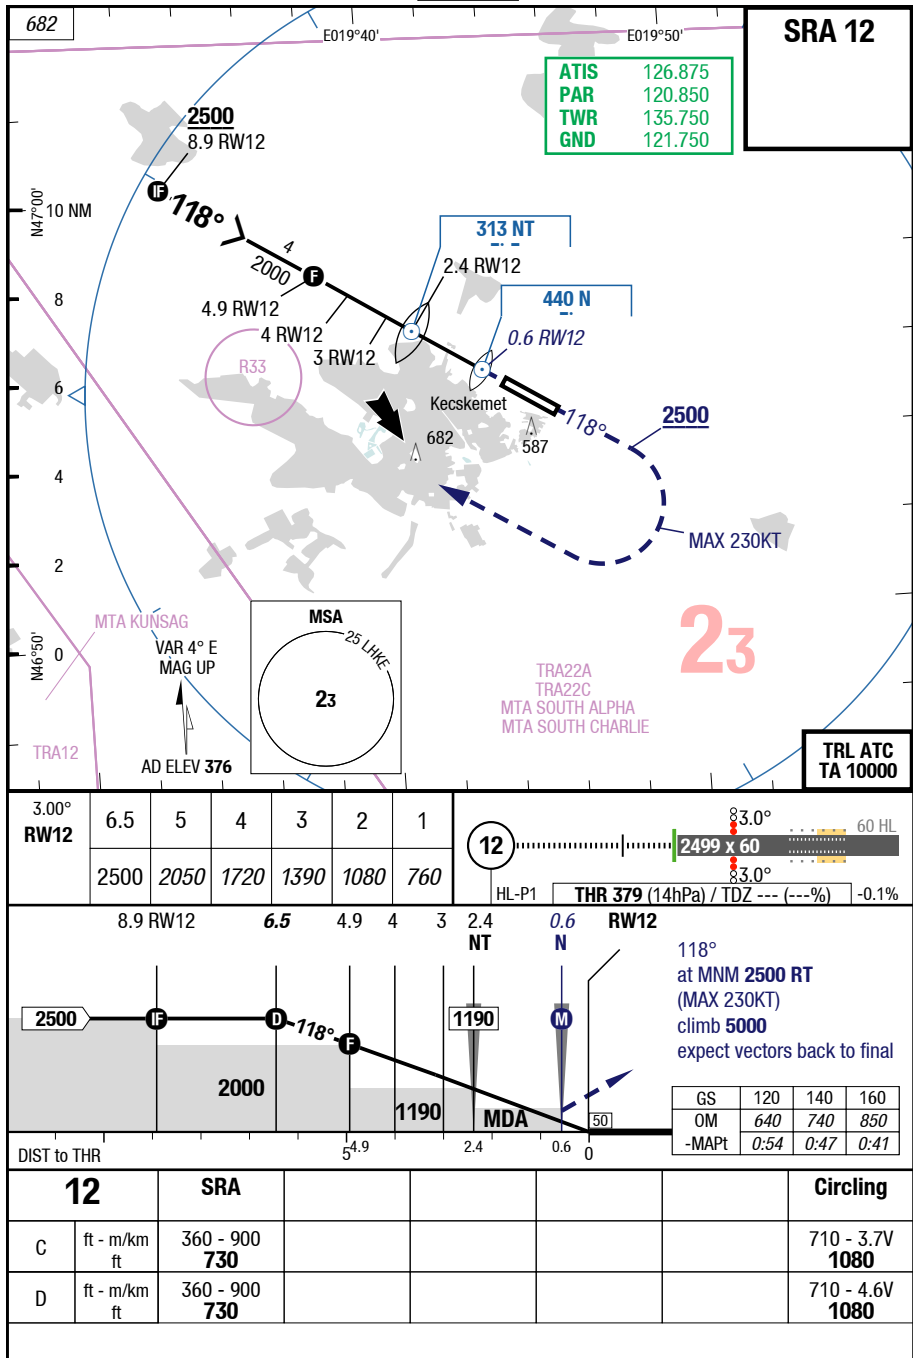 682
E019°40'
E019°50'
SRA 12
ATIS 126.875
PAR 120.850
TWR 135.750
GND 121.750
2500
8.9 RW12
IF
118°
N47°00'
10 NM
4
2000
F
313 NT
2.4 RW12
4.9 RW12
440 N
8
4 RW12
3 RW12
0.6 RW12
R33
6
Kecskemet
118°
2500
682
587
4
MAX 230KT
2
MTA KUNSAG
MSA
25 LHKE
23
23
VAR 4° E
MAG UP
N46°50'
0
TRA22A
TRA22C
MTA SOUTH ALPHA
MTA SOUTH CHARLIE
TRA12
AD ELEV 376
TRL ATC
TA 10000
3.00°
RW12
6.5 5 4 3 2 1
2500 2050 1720 1390 1080 760
12
3.0°
60 HL
2499 x 60
3.0°
HL-P1
THR 379 (14hPa) / TDZ --- (---%)
-0.1%
8.9 RW12 6.5 4.9 4 3 2.4 0.6 RW12
NT N
118°
at MNM 2500 RT
(MAX 230KT)
climb 5000
expect vectors back to final
2500
IF
D
118°
F
1190
M
2000
1190
MDA
50
GS 120 140 160
OM 640 740 850
-MAPt 0:54 0:47 0:41
DIST to THR
5 4.9 2.4 0.6 0
12 SRA Circling
C ft - m/km 360 - 900 710 - 3.7V
ft 730 1080
D ft - m/km 360 - 900 710 - 4.6V
ft 730 1080